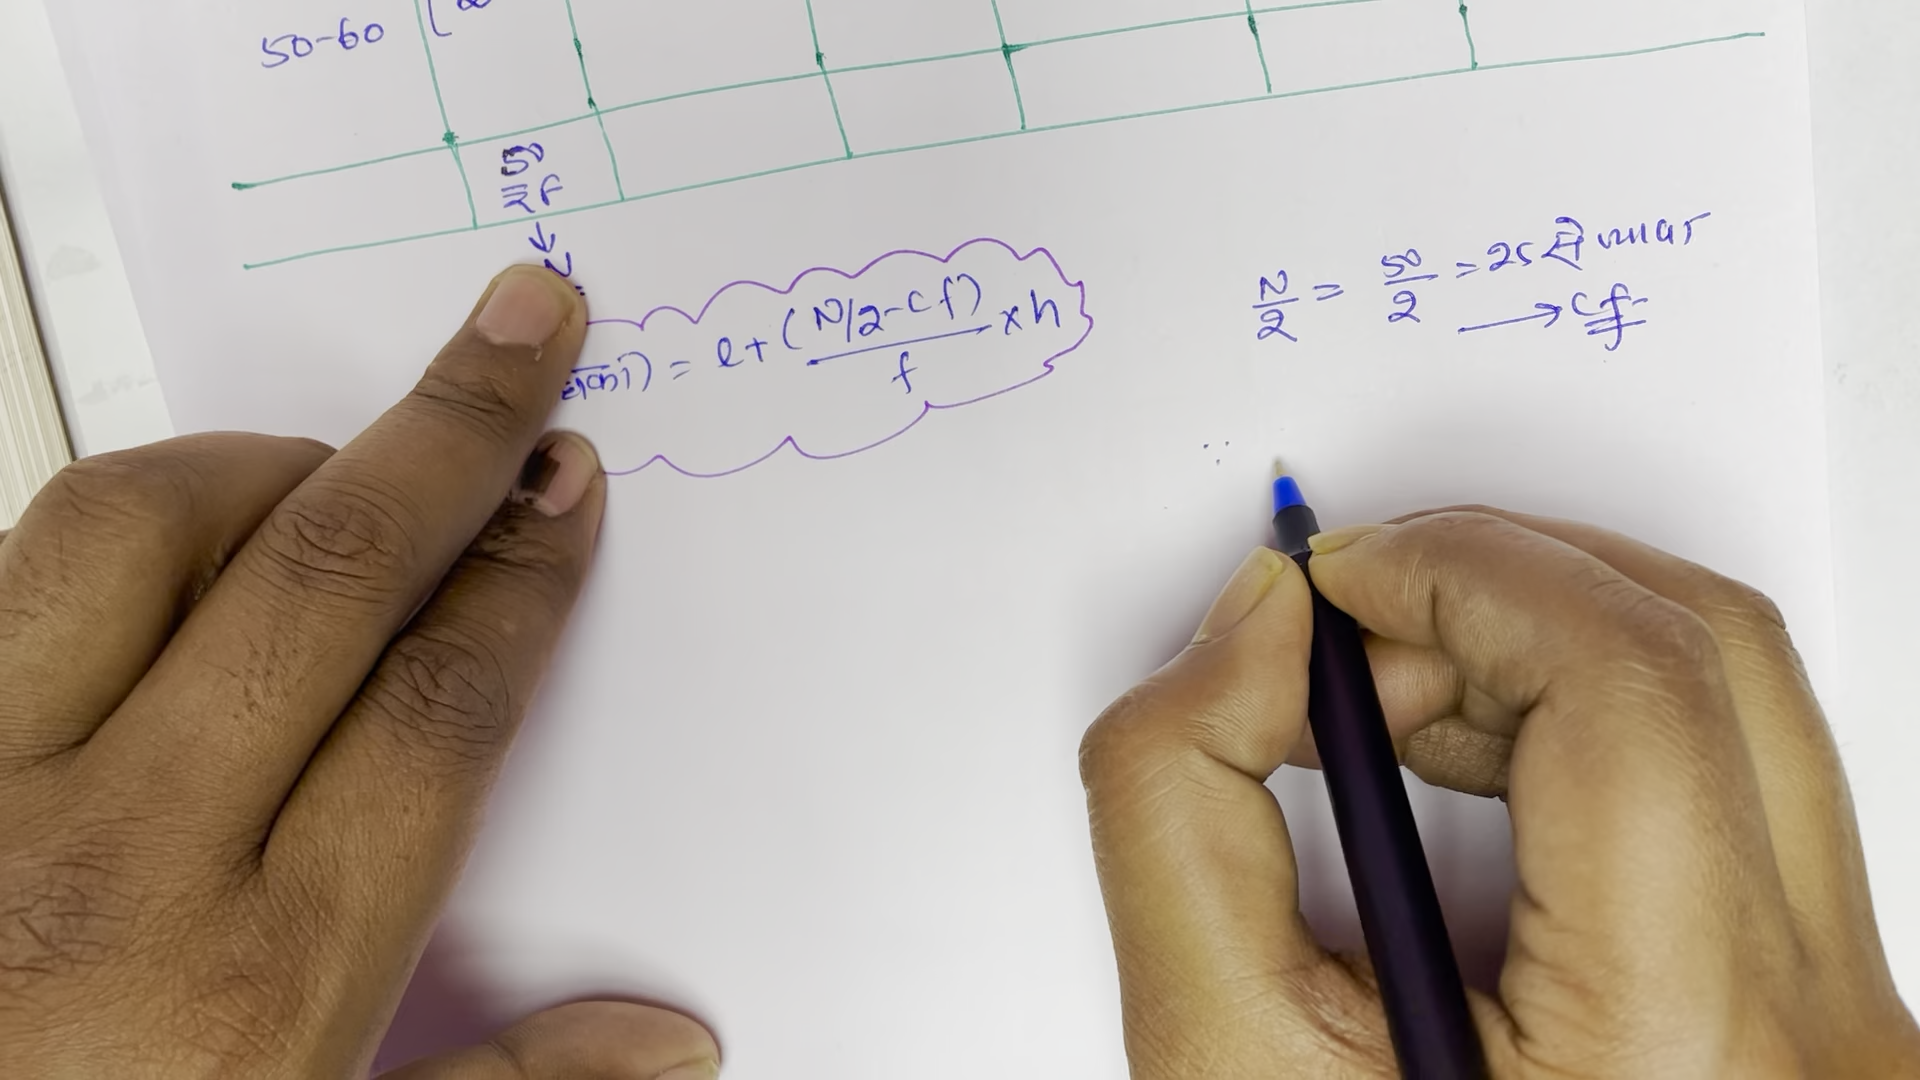 50-60
50
Σf
↓
N
= l + (N/2 - Cf) / f × h
N/2 = 50/2 = 25 से ज्यादा
→ Cf
∵